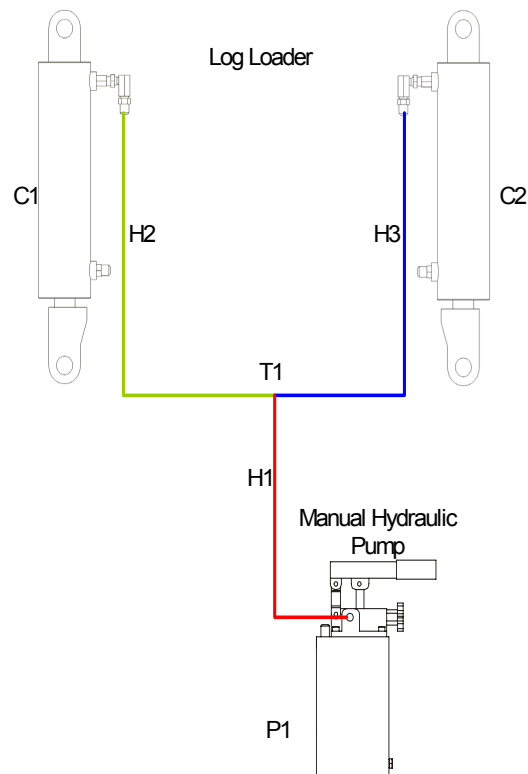 Log Loader
C1
C2
H2
H3
T1
H1
Manual Hydraulic
Pump
P1